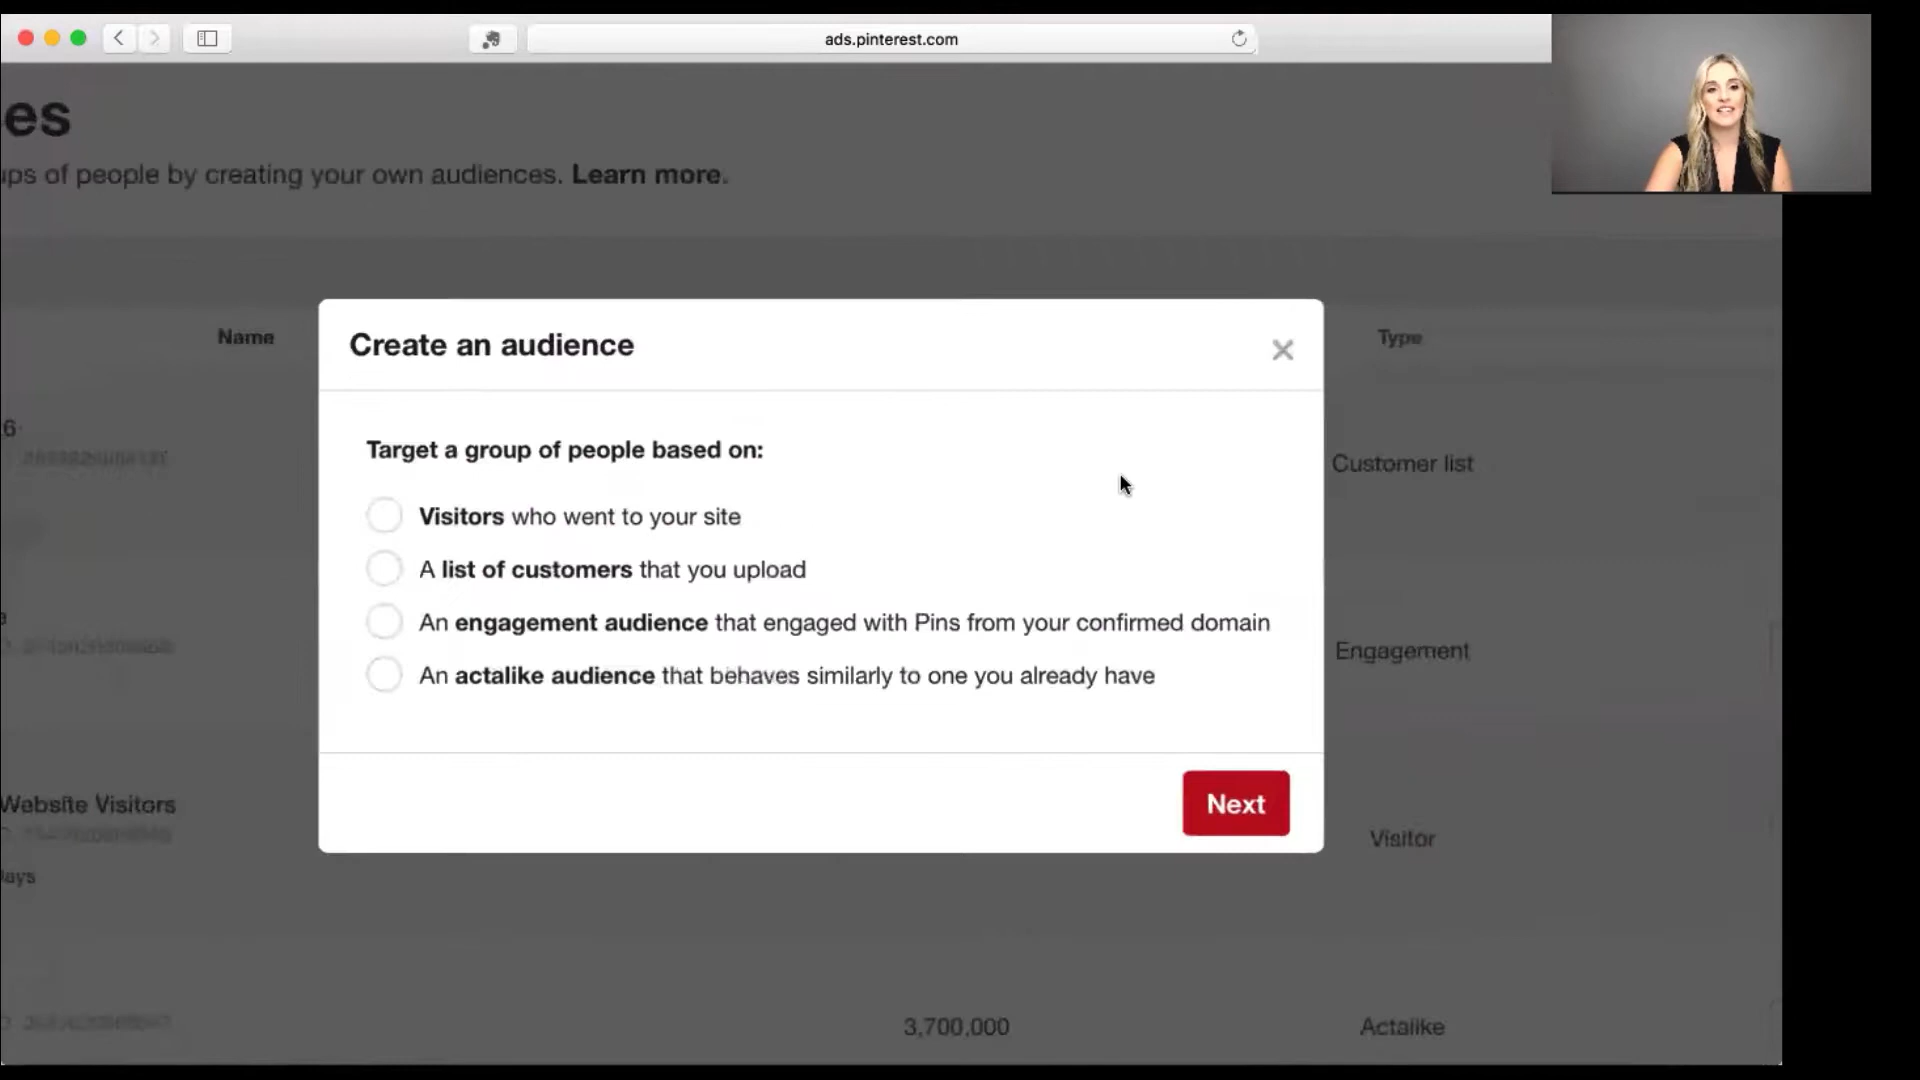 ads.pinterest.com
es
ups of people by creating your own audiences. Learn more.
Name
Type
Create an audience
Target a group of people based on:
Visitors who went to your site
A list of customers that you upload
An engagement audience that engaged with Pins from your confirmed domain
An actalike audience that behaves similarly to one you already have
Next
6
Customer list
Engagement
Website Visitors
Visitor
Days
3,700,000
Actalike